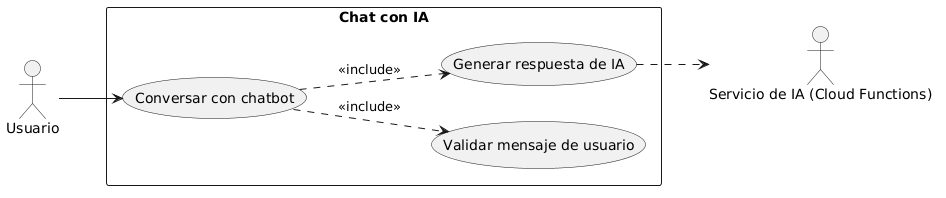 Chat con IA
Usuario
Conversar con chatbot
«include»
«include»
Generar respuesta de IA
Validar mensaje de usuario
Servicio de IA (Cloud Functions)